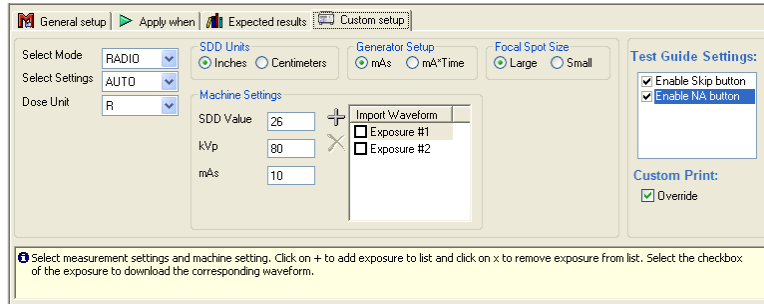 General setup Apply when Expected results Custom setup
Select Mode RADIO
Select Settings AUTO
Dose Unit R
SDD Units
Inches Centimeters
Generator Setup
mAs mA*Time
Focal Spot Size
Large Small
Machine Settings
SDD Value 26
kVp 80
mAs 10
Import Waveform
Exposure #1
Exposure #2
Test Guide Settings:
Enable Skip button
Enable NA button
Custom Print:
Override
Select measurement settings and machine setting. Click on + to add exposure to list and click on x to remove exposure from list. Select the checkbox
of the exposure to download the corresponding waveform.